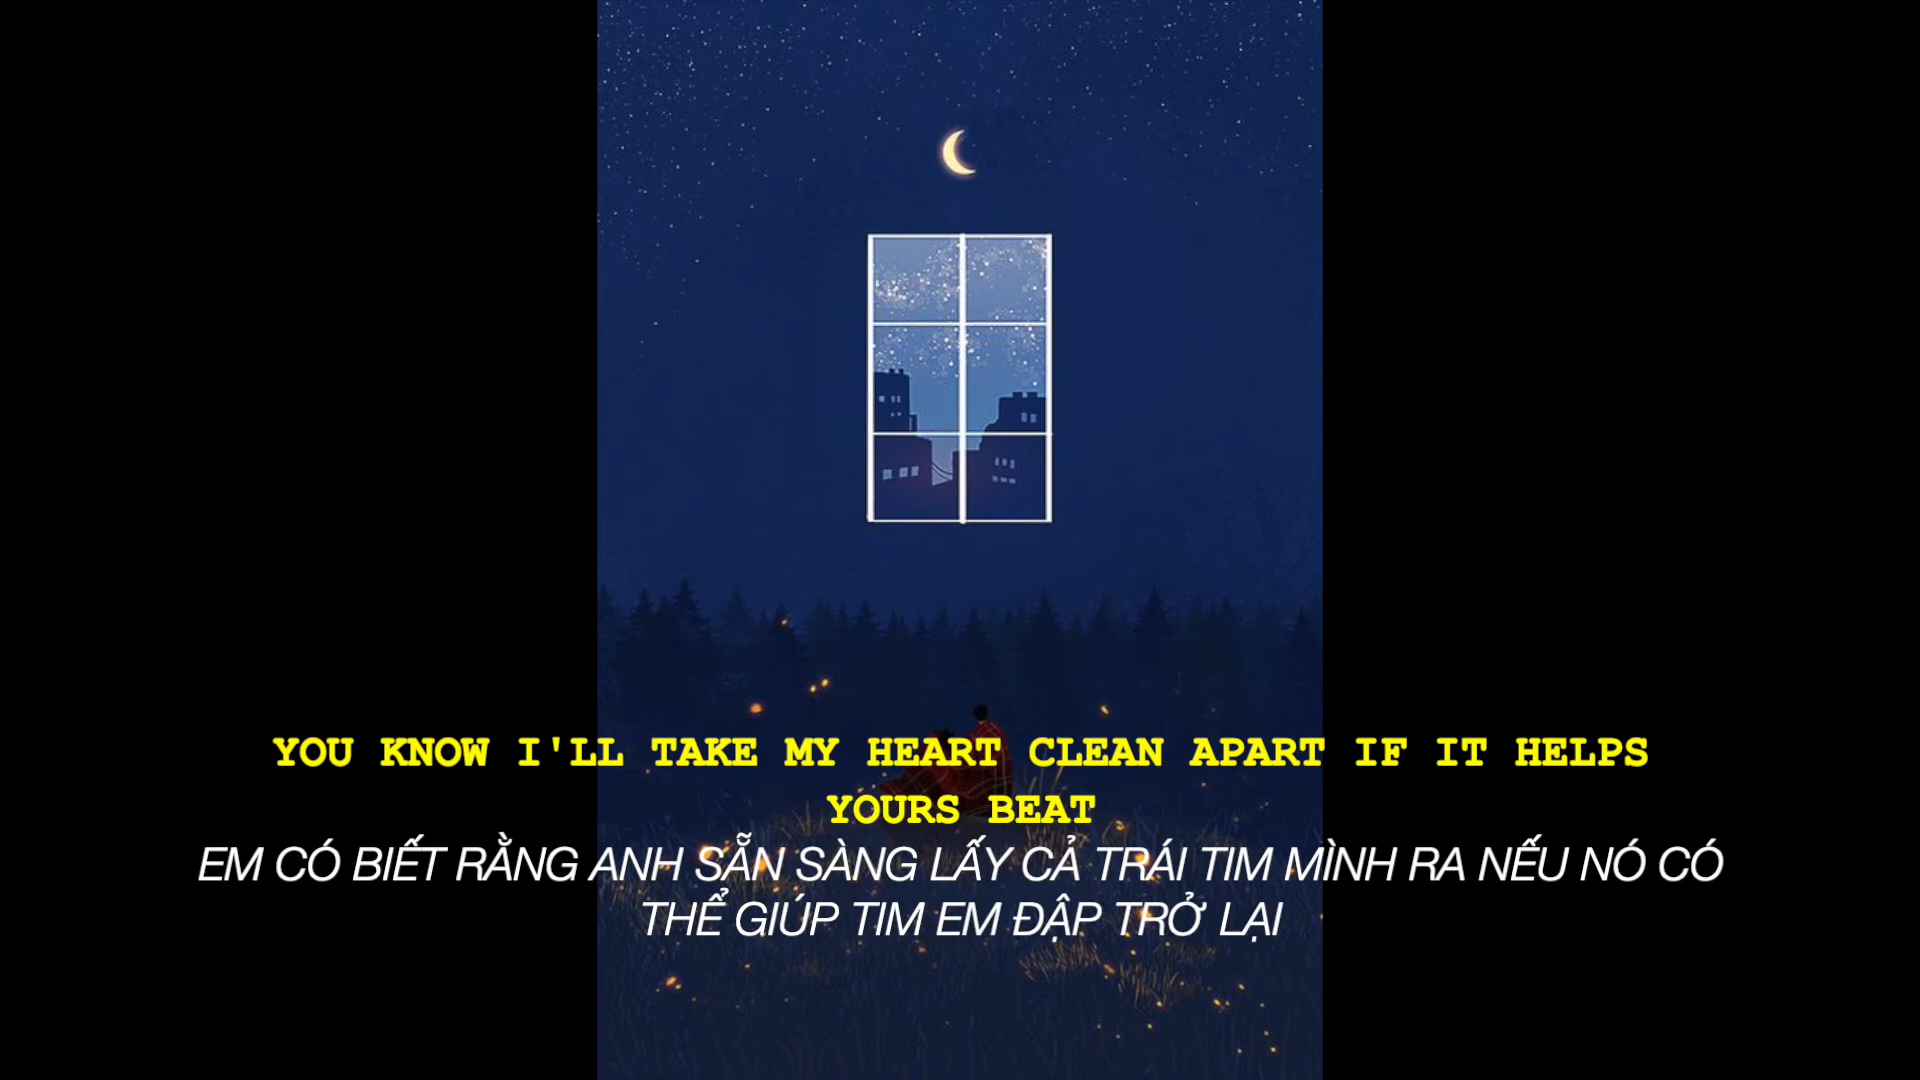 YOU KNOW I'LL TAKE MY HEART CLEAN APART IF IT HELPS
YOURS BEAT
EM CÓ BIẾT RẰNG ANH SẴN SÀNG LẤY CẢ TRÁI TIM MÌNH RA NẾU NÓ CÓ
THỂ GIÚP TIM EM ĐẬP TRỞ LẠI